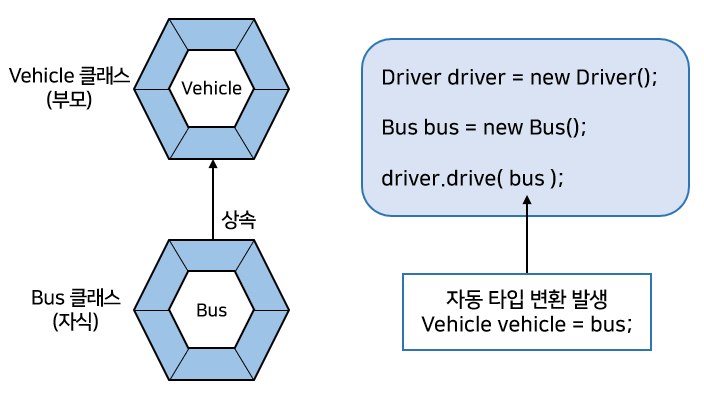 Vehicle 클래스
(부모)
Vehicle
상속
Bus 클래스
(자식)
Bus
Driver driver = new Driver();
Bus bus = new Bus();
driver.drive( bus );
자동 타입 변환 발생
Vehicle vehicle = bus;